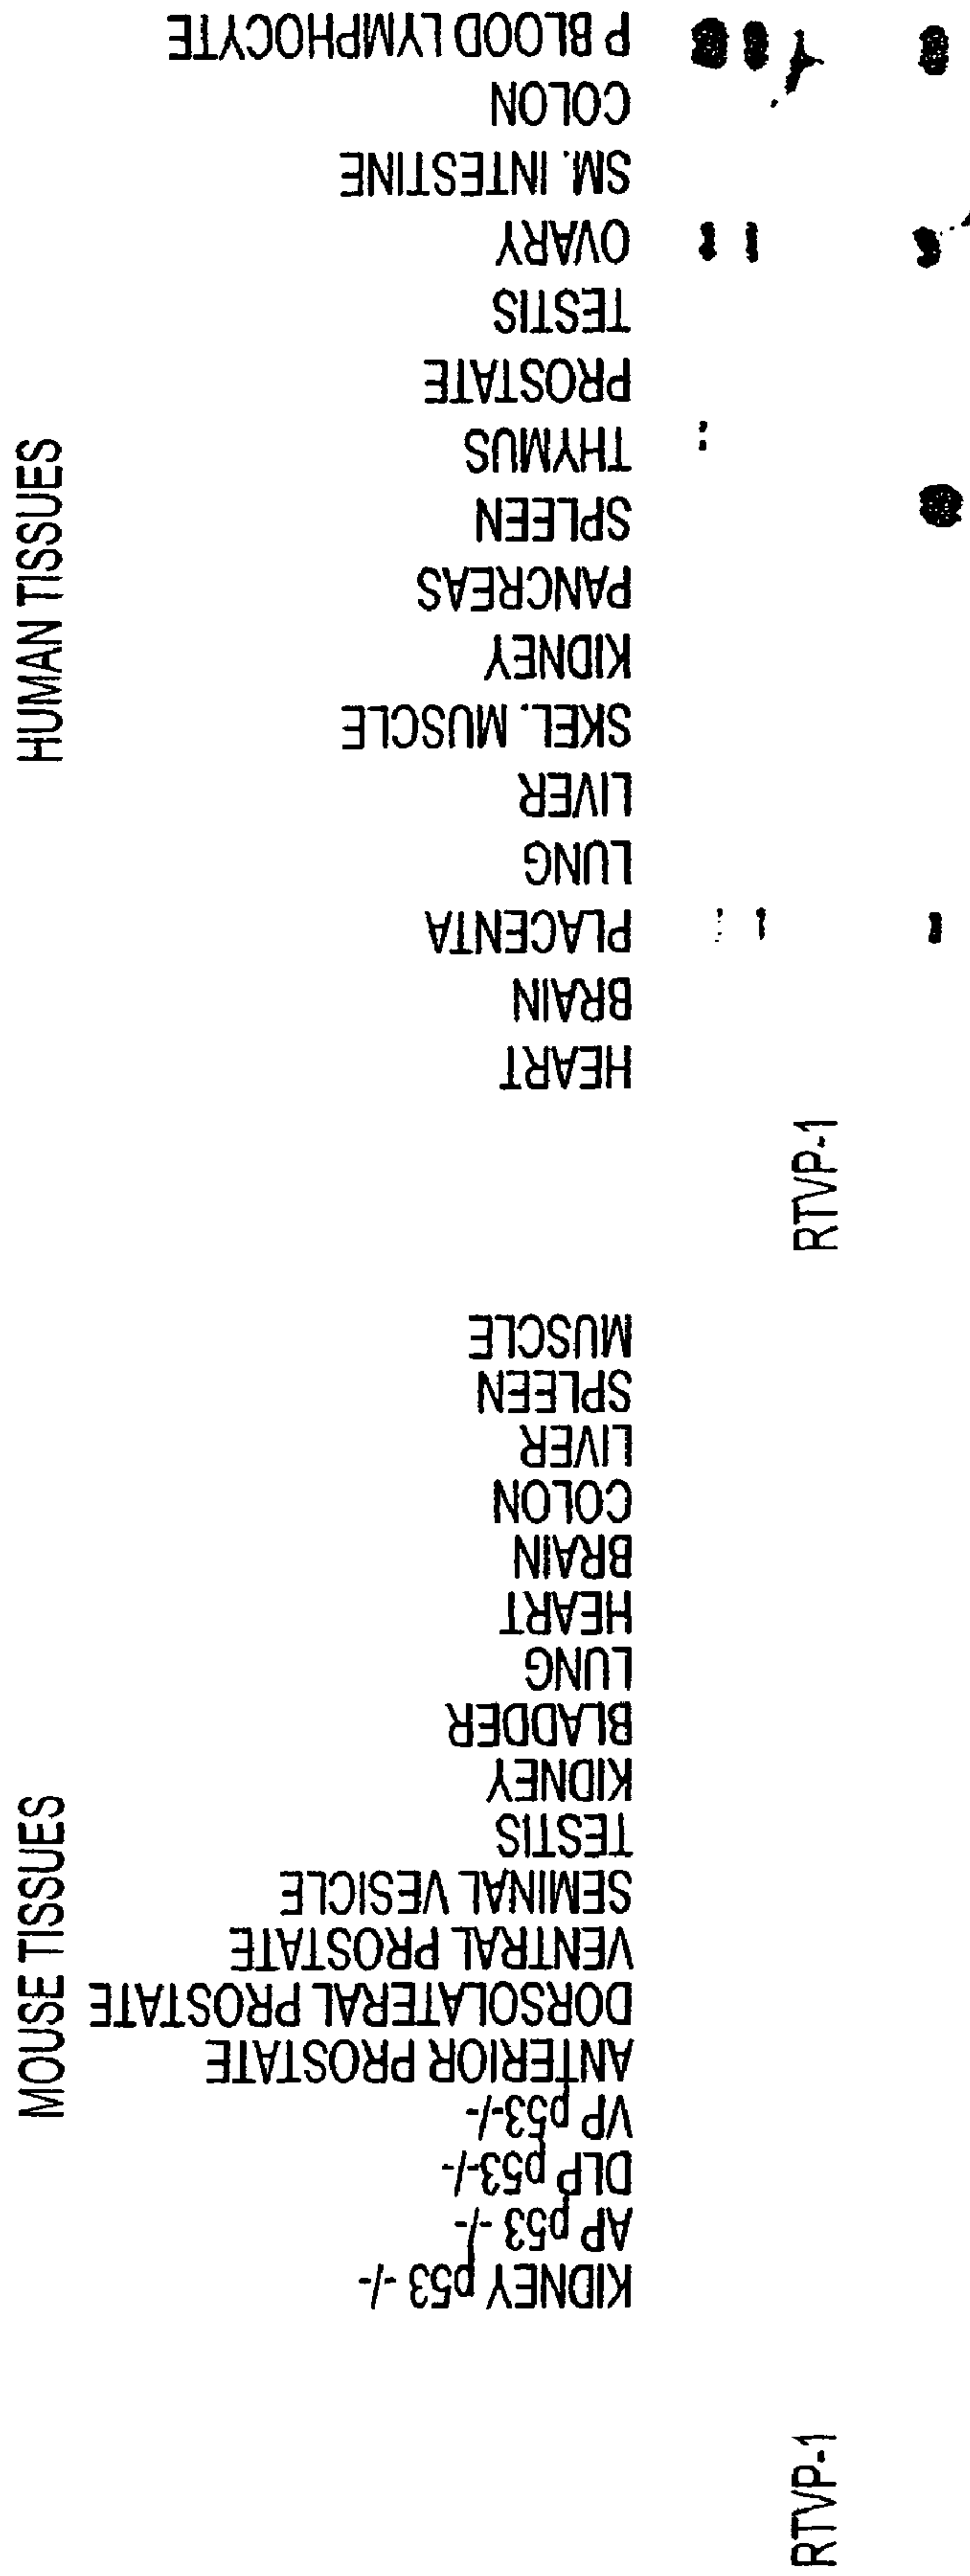 MOUSE TISSUES
KIDNEY p53 -/-
AP p53 -/-
DLP p53-/-
VP p53-/-
ANTERIOR PROSTATE
DORSOLATERAL PROSTATE
VENTRAL PROSTATE
SEMINAL VESICLE
TESTIS
KIDNEY
BLADDER
LUNG
HEART
BRAIN
COLON
LIVER
SPLEEN
MUSCLE
RTVP-1
HUMAN TISSUES
HEART
BRAIN
PLACENTA
LUNG
LIVER
SKEL. MUSCLE
KIDNEY
PANCREAS
SPLEEN
THYMUS
PROSTATE
TESTIS
OVARY
SM. INTESTINE
COLON
P BLOOD LYMPHOCYTE
RTVP-1